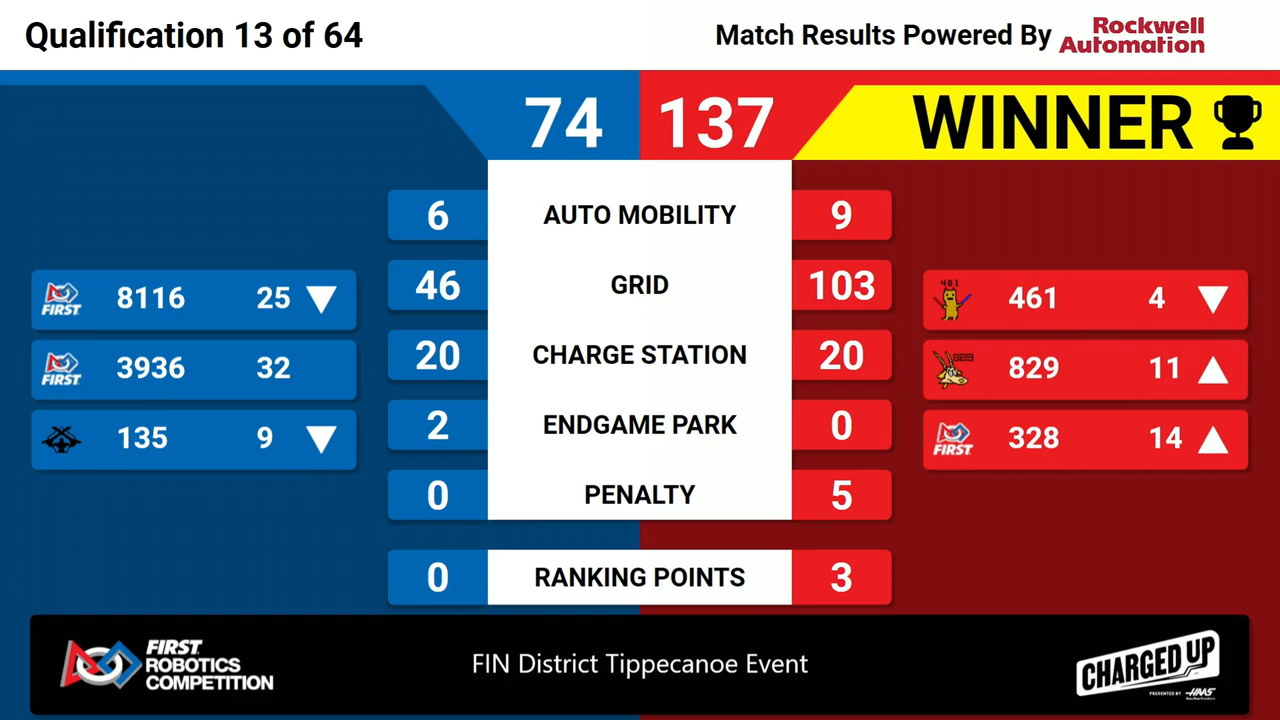 Qualification 13 of 64
Match Results Powered By Rockwell Automation
74 137 WINNER
6 AUTO MOBILITY 9
46 GRID 103
20 CHARGE STATION 20
2 ENDGAME PARK 0
0 PENALTY 5
0 RANKING POINTS 3
FIRST 8116 25
FIRST 3936 32
135 9
461 461 4
829 829 11
FIRST 328 14
FIRST
ROBOTICS
COMPETITION
FIN District Tippecanoe Event
CHARGED UP
PRESENTED BY HAAS